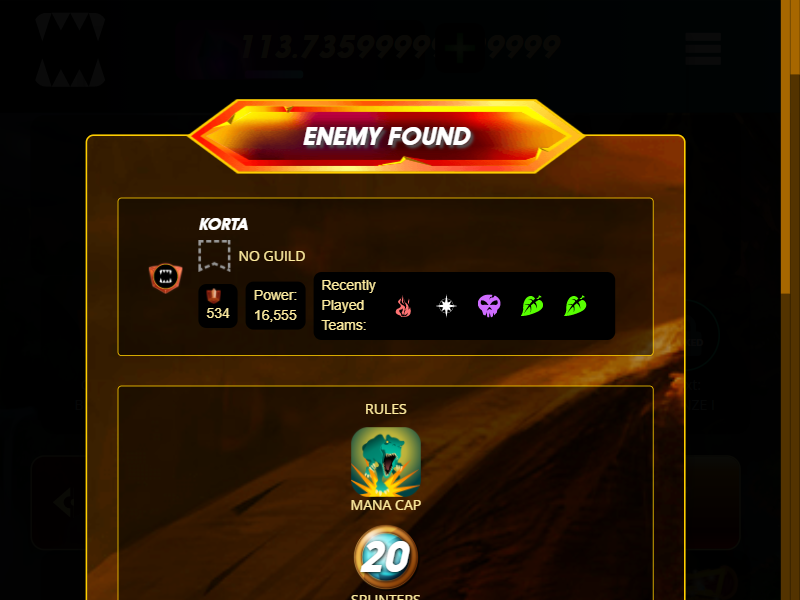 113.7359999 9999
ENEMY FOUND
KORTA
NO GUILD
534
Power:
16,555
Recently
Played
Teams:
RULES
MANA CAP
20
SPLINTERS